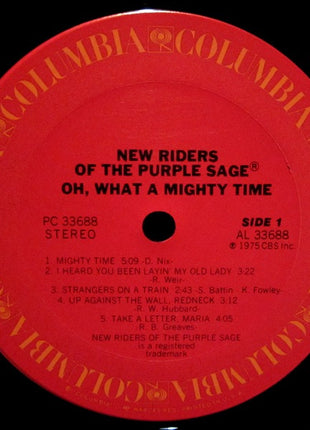 COLUMBIA COLUMBIA
NEW RIDERS
OF THE PURPLE SAGE®
OH, WHAT A MIGHTY TIME
PC 33688
STEREO
SIDE 1
AL 33688
℗ 1975 CBS Inc.
1. MIGHTY TIME 5:09 -D. Nix-
2. I HEARD YOU BEEN LAYIN' MY OLD LADY 3:22
-R. Weir-
3. STRANGERS ON A TRAIN 2:43 -S. Battin K. Fowley-
4. UP AGAINST THE WALL, REDNECK 3:12
-R. W. Hubbard-
5. TAKE A LETTER, MARIA 4:05
-R. B. Greaves-
NEW RIDERS OF THE PURPLE SAGE
is a registered
trademark
COLUMBIA COLUMBIA